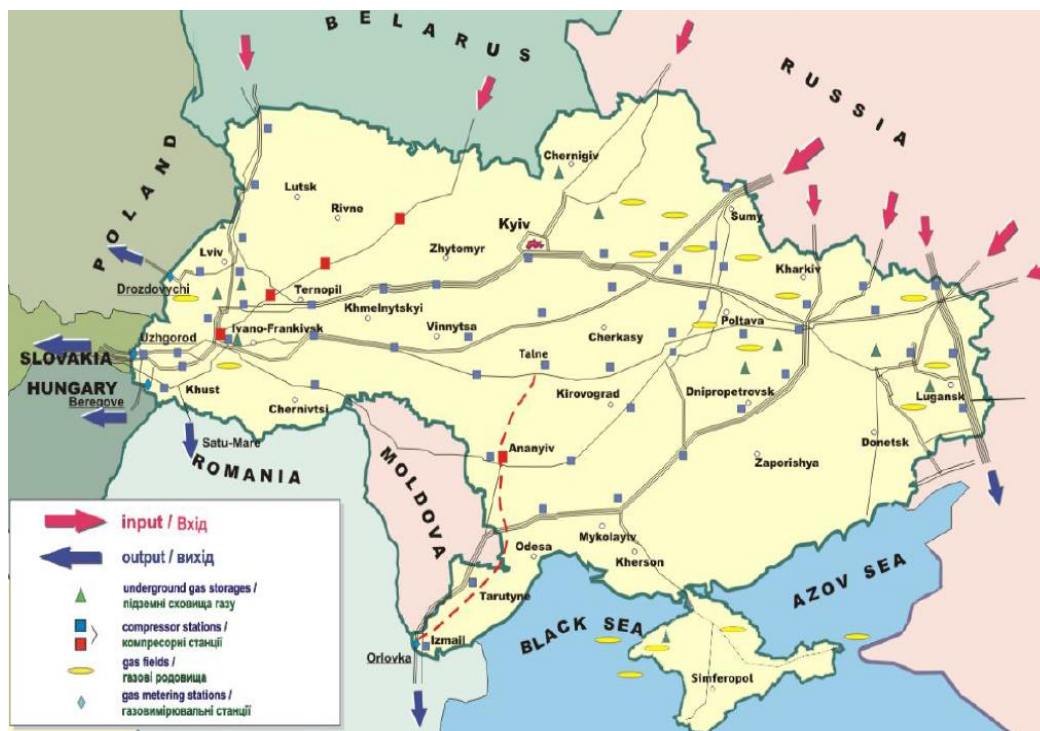 BELARUS
RUSSIA
POLAND
Chernigiv
Lutsk
Rivne
Kyiv
Sumy
Zhytomyr
Lviv
Kharkiv
Drozdovychi
Ternopil
Khmelnytskyi
Poltava
Ivano-Frankivsk
Vinnytsa
Cherkasy
Uzhgorod
SLOVAKIA
Talne
HUNGARY
Khust
Kirovograd
Dnipropetrovsk
Lugansk
Beregove
Chernivtsi
Satu-Mare
Donetsk
ROMANIA
MOLDOVA
Ananyiv
Zaporishya
Mykolayiv
Odesa
Kherson
Tarutyne
AZOV SEA
BLACK SEA
Izmail
Orlovka
Simferopol
input / Вхід
output / вихід
underground gas storages /
підземні сховища газу
compressor stations /
компресорні станції
gas fields /
газові родовища
gas metering stations /
газовимірювальні станції